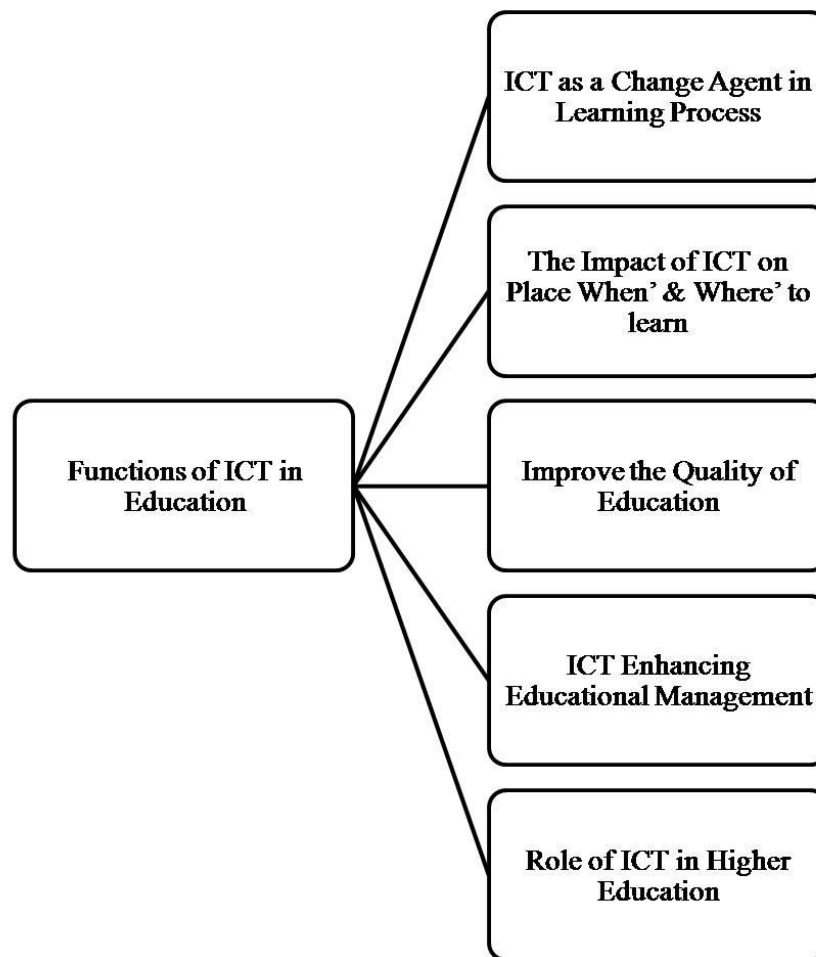 ICT as a Change Agent in
Learning Process
The Impact of ICT on
Place When’ & Where’ to
learn
Functions of ICT in
Education
Improve the Quality of
Education
ICT Enhancing
Educational Management
Role of ICT in Higher
Education